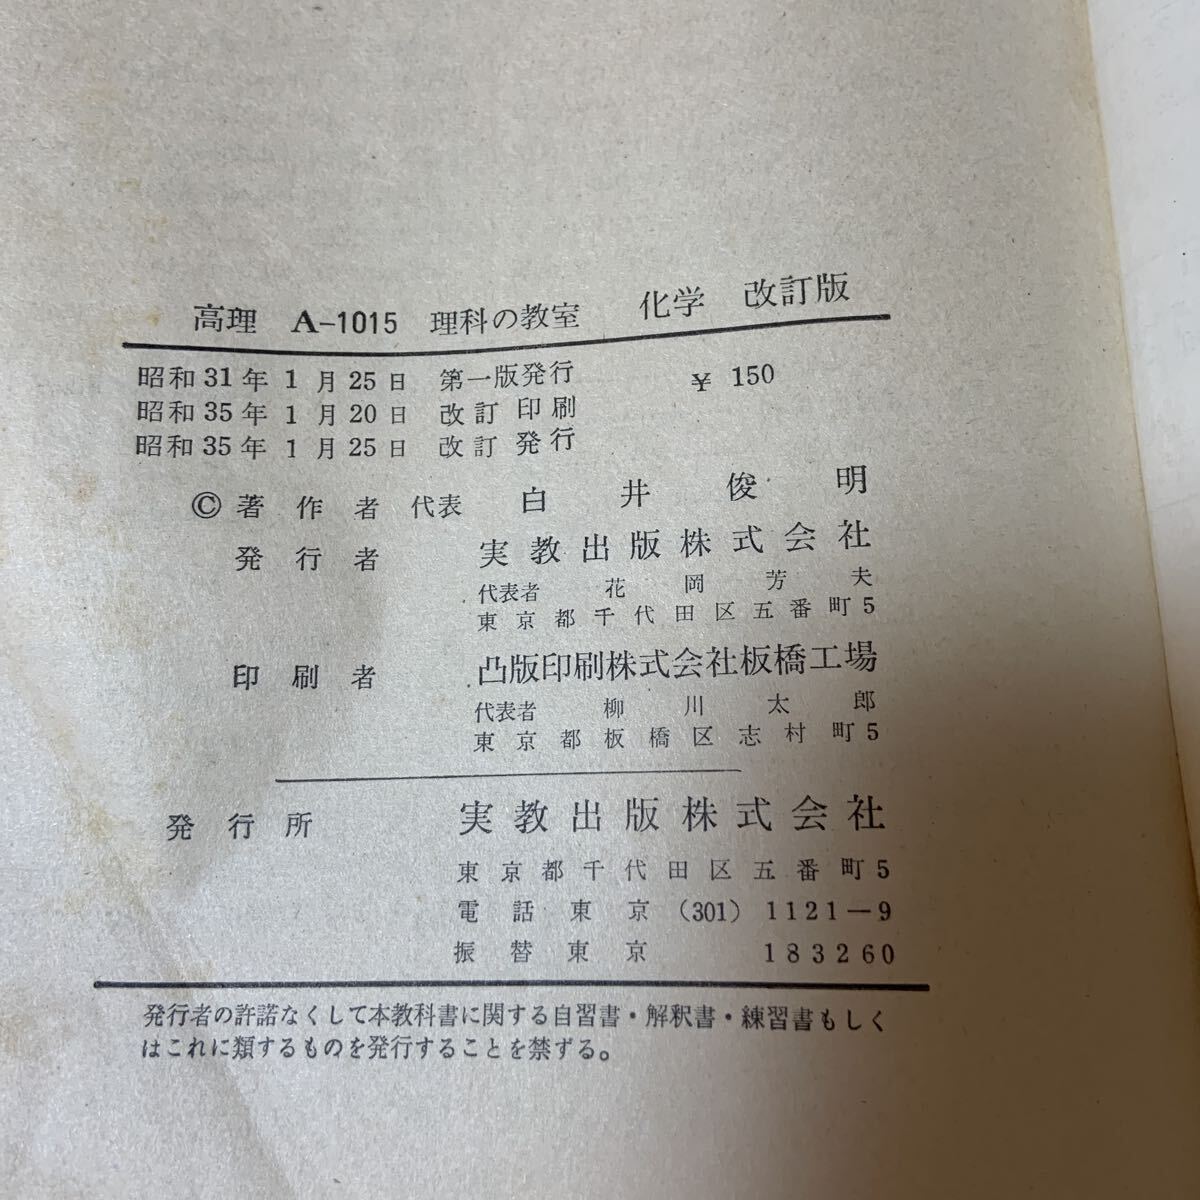 高理 A-1015 理科の教室 化学 改訂版
昭和31年1月25日 第一版発行 ¥150
昭和35年1月20日 改訂印刷
昭和35年1月25日 改訂発行
©著作者 代表 白井俊明
発行者 実教出版株式会社
代表者 花岡芳夫
東京都千代田区五番町5
印刷者 凸版印刷株式会社板橋工場
代表者 柳川太郎
東京都板橋区志村町5
発行所 実教出版株式会社
東京都千代田区五番町5
電話東京(301)1121-9
振替東京 183260
発行者の許諾なくして本教科書に関する自習書・解釈書・練習書もしく
はこれに類するものを発行することを禁ずる。